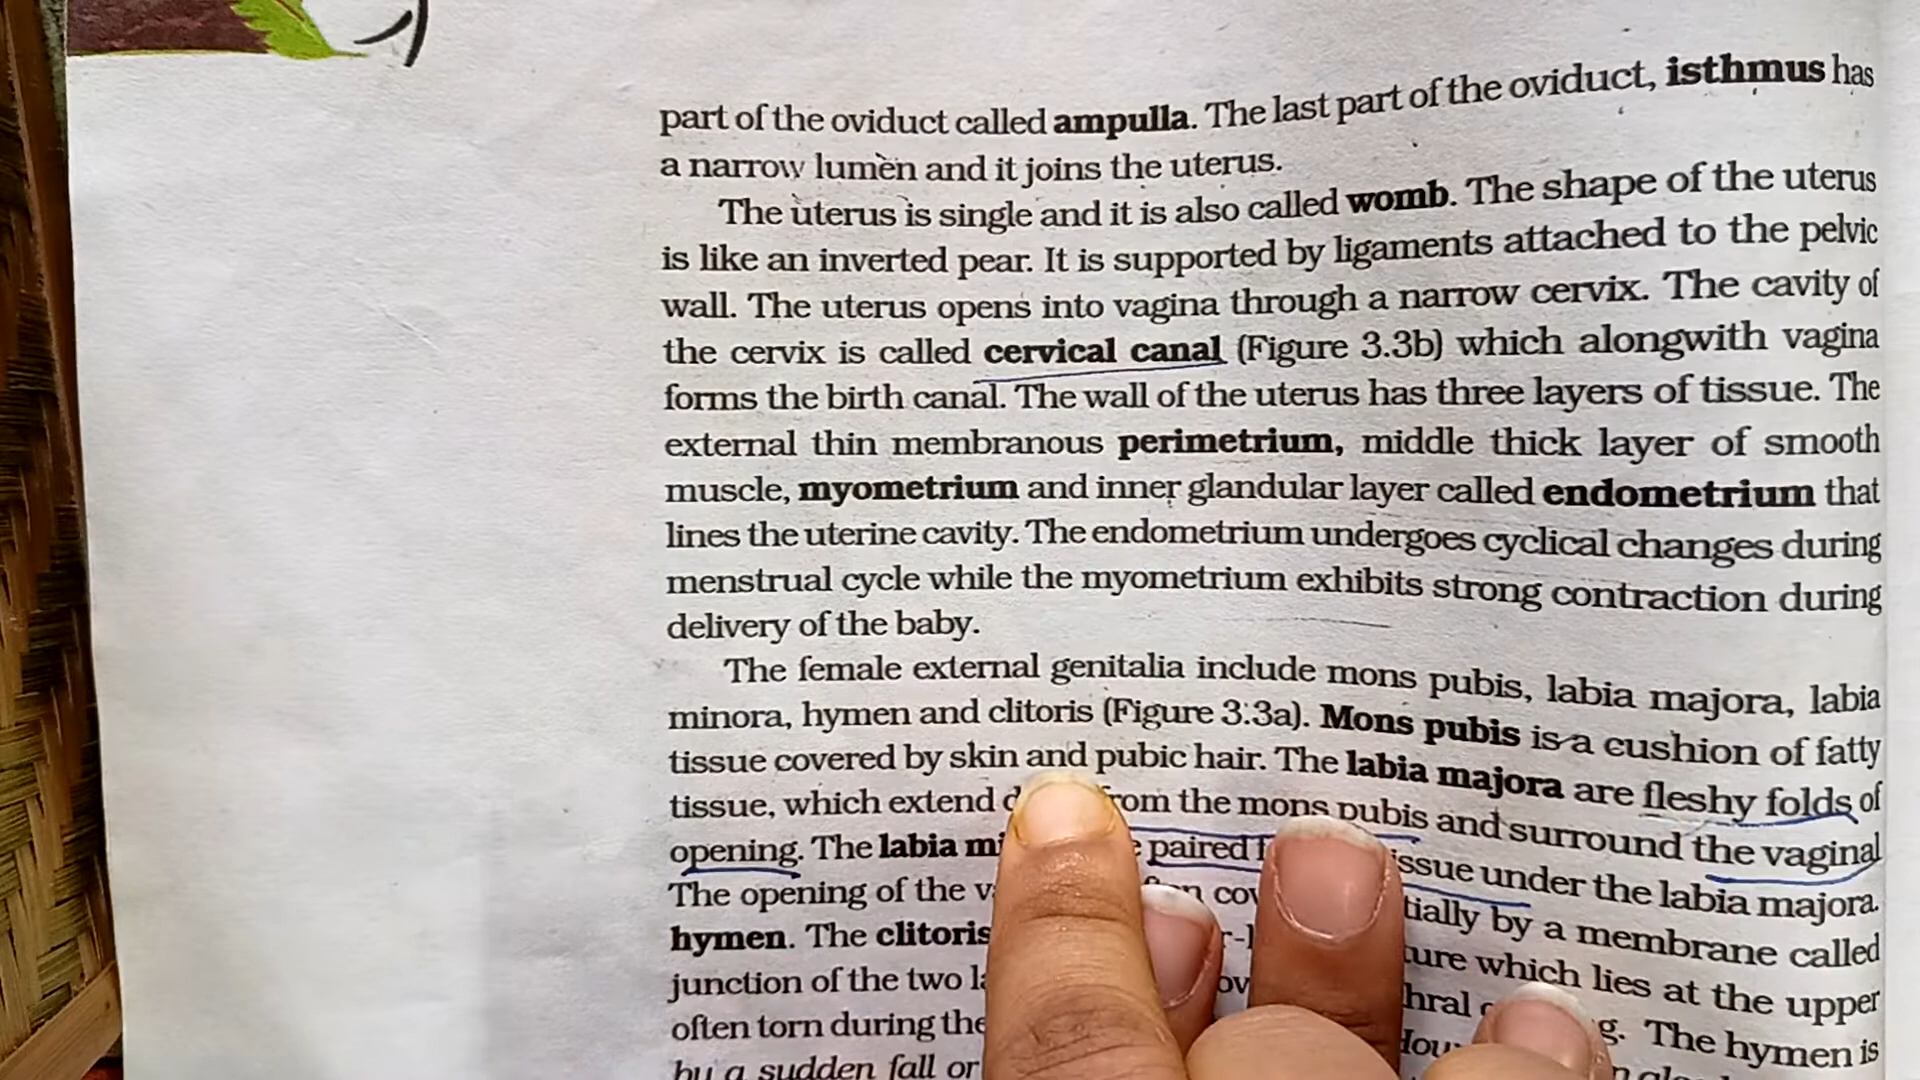 part of the oviduct called ampulla. The last part of the oviduct, isthmus has
a narrow lumen and it joins the uterus.
The uterus is single and it is also called womb. The shape of the uterus
is like an inverted pear. It is supported by ligaments attached to the pelvic
wall. The uterus opens into vagina through a narrow cervix. The cavity of
the cervix is called cervical canal (Figure 3.3b) which alongwith vagina
forms the birth canal. The wall of the uterus has three layers of tissue. The
external thin membranous perimetrium, middle thick layer of smooth
muscle, myometrium and inner glandular layer called endometrium that
lines the uterine cavity. The endometrium undergoes cyclical changes during
menstrual cycle while the myometrium exhibits strong contraction during
delivery of the baby.
The female external genitalia include mons pubis, labia majora, labia
minora, hymen and clitoris (Figure 3.3a). Mons pubis is a cushion of fatty
tissue covered by skin and pubic hair. The labia majora are fleshy folds of
tissue, which extend from the mons pubis and surround the vaginal
opening. The labia paired under the labia majora.
The opening of the by a membrane called
hymen. The clitoris which lies at the upper
junction of the two The hymen is
often torn during the
by a sudden fall or